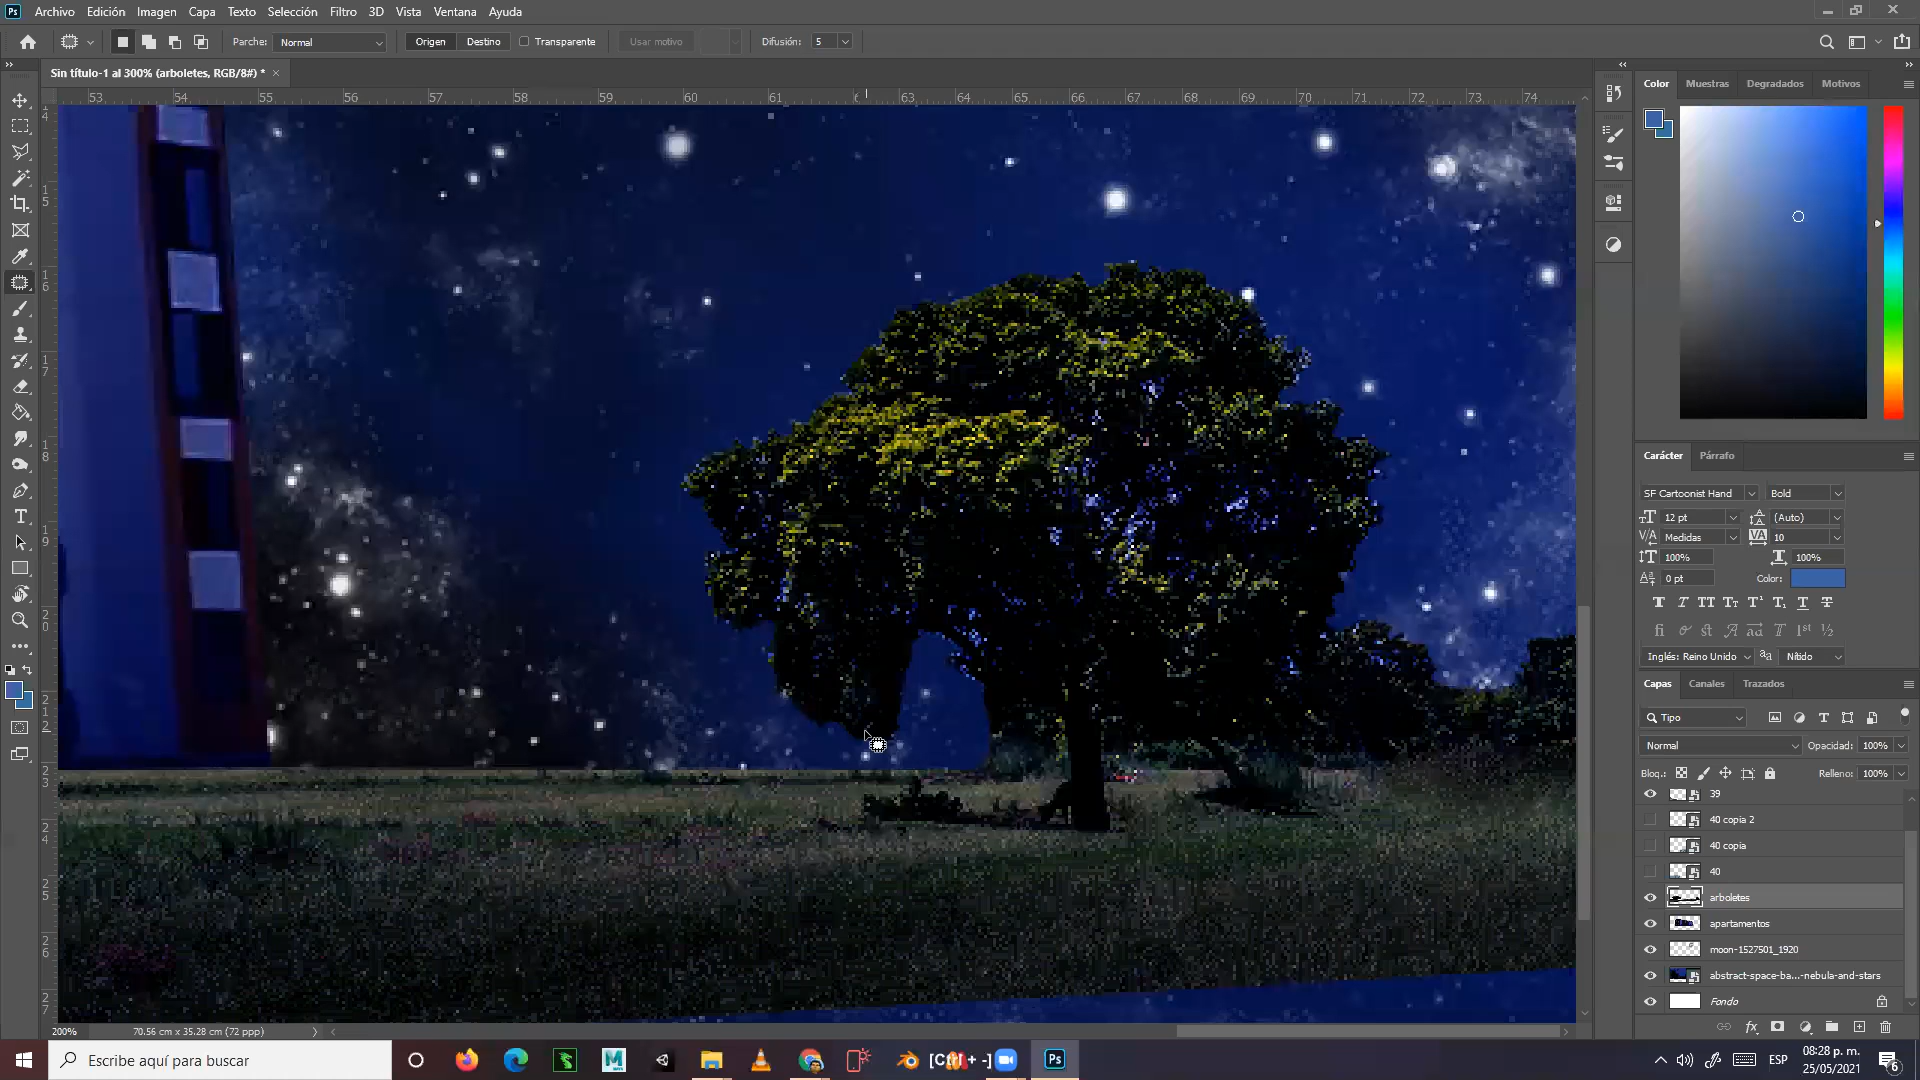 Ps Archivo Edición Imagen Capa Texto Selección Filtro 3D Vista Ventana Ayuda
Parche: Normal Origen Destino Transparente Usar motivo Difusión: 5
Sin título-1 al 300% (arboletes, RGB/8#) *
53 54 55 56 57 58 59 60 61 63 64 65 66 67 68 69 70 71 72 73 74
Color Muestras Degradados Motivos
Carácter Párrafo
SF Cartoonist Hand Bold
12 pt (Auto)
Medidas 10
100% 100%
0 pt Color:
Inglés: Reino Unido aa Nítido
Capas Canales Trazados
Tipo
Normal Opacidad: 100%
Bloq.: Relleno: 100%
39
40 copia 2
40 copia
40
arboletes
apartamentos
moon-1527501_1920
abstract-space-ba...-nebula-and-stars
Fondo
200% 70.56 cm x 35.28 cm (72 ppp)
Escribe aquí para buscar
[Ctrl + -]
Ps
ESP
08:28 p. m.
25/05/2021
6